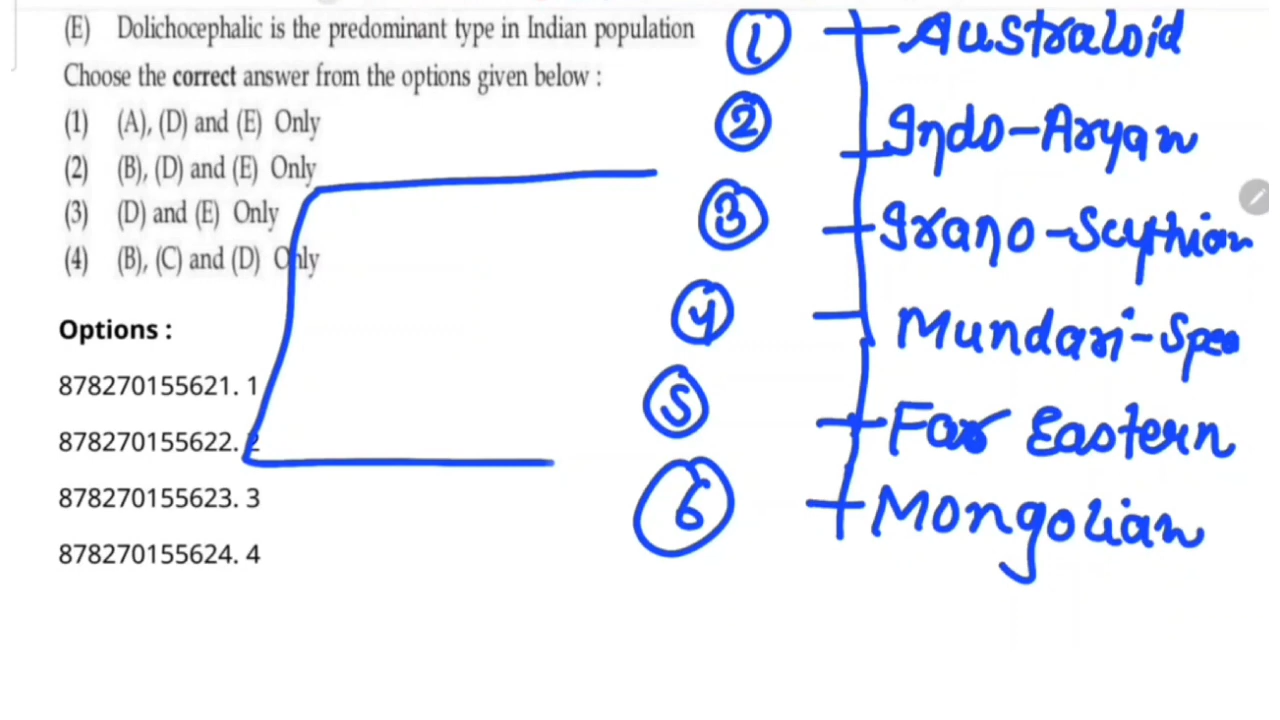 (E) Dolichocephalic is the predominant type in Indian population
Choose the correct answer from the options given below :
(1) (A), (D) and (E) Only
(2) (B), (D) and (E) Only
(3) (D) and (E) Only
(4) (B), (C) and (D) Only
Options :
878270155621. 1
878270155622. 2
878270155623. 3
878270155624. 4
1 Australoid
2 Indo-Aryan
3 Irano-Scythian
4 Mundari-Spea
5 Far Eastern
6 Mongolian